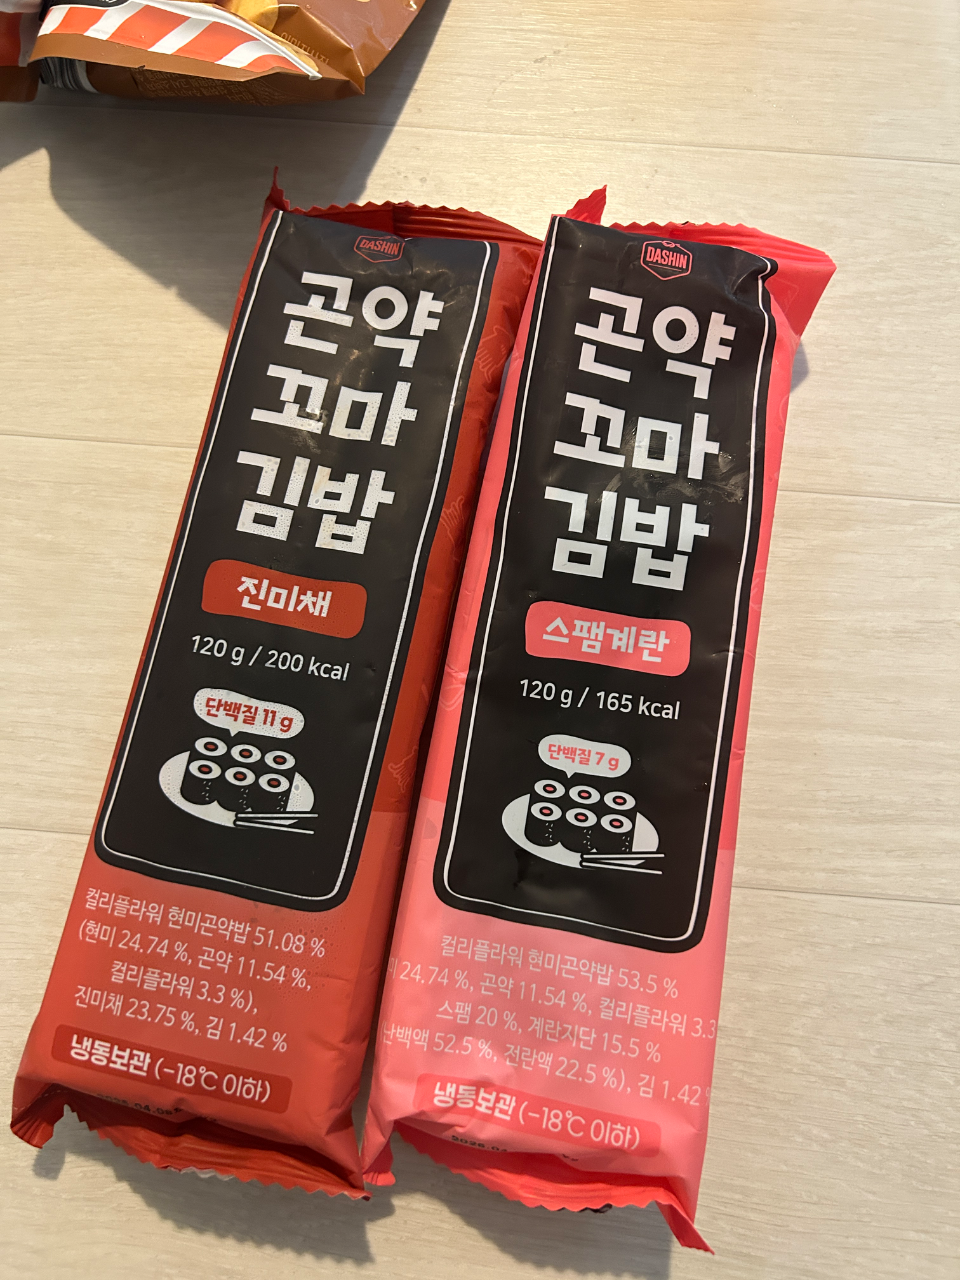 DASHIN
곤약
꼬마
김밥
진미채
120 g / 200 kcal
단백질 11 g
컬리플라워 현미곤약밥 51.08 %
(현미 24.74 %, 곤약 11.54 %,
컬리플라워 3.3 %),
진미채 23.75 %, 김 1.42 %
냉동보관 (-18℃ 이하)
DASHIN
곤약
꼬마
김밥
스팸계란
120 g / 165 kcal
단백질 7 g
컬리플라워 현미곤약밥 53.5 %
24.74 %, 곤약 11.54 %, 컬리플라워 3.3
스팸 20 %, 계란지단 15.5 %
52.5 %, 전란액 22.5 %), 김 1.42
냉동보관 (-18℃ 이하)